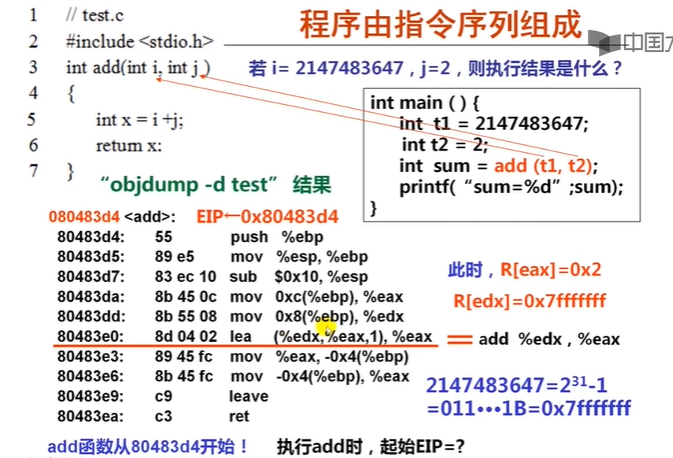 程序由指令序列组成
中国大
1 // test.c
2 #include <stdio.h>
3 int add(int i, int j )
4 {
5 int x = i +j;
6 return x:
7 }
若 i= 2147483647，j=2，则执行结果是什么？
int main ( ) {
int t1 = 2147483647;
int t2 = 2;
int sum = add (t1, t2);
printf(“sum=%d” ;sum);
}
“objdump -d test” 结果
080483d4 <add>: EIP←0x80483d4
80483d4: 55 push %ebp
80483d5: 89 e5 mov %esp, %ebp
80483d7: 83 ec 10 sub $0x10, %esp
80483da: 8b 45 0c mov 0xc(%ebp), %eax
80483dd: 8b 55 08 mov 0x8(%ebp), %edx
80483e0: 8d 04 02 lea (%edx,%eax,1), %eax
80483e3: 89 45 fc mov %eax, -0x4(%ebp)
80483e6: 8b 45 fc mov -0x4(%ebp), %eax
80483e9: c9 leave
80483ea: c3 ret
此时，R[eax]=0x2
R[edx]=0x7fffffff
== add %edx , %eax
2147483647=2³¹-1
=011•••1B=0x7fffffff
add函数从80483d4开始！ 执行add时，起始EIP=?